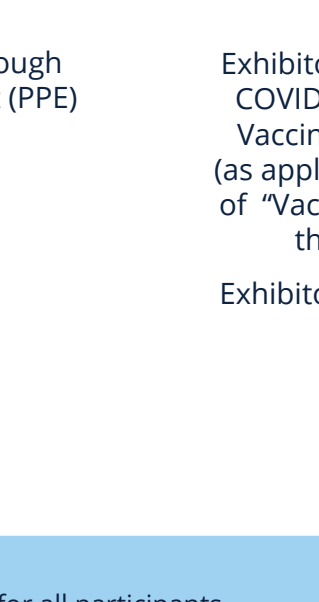 ough
(PPE)
Exhibito
COVID
Vaccin
(as appl
of “Vac
th
Exhibito
for all participants